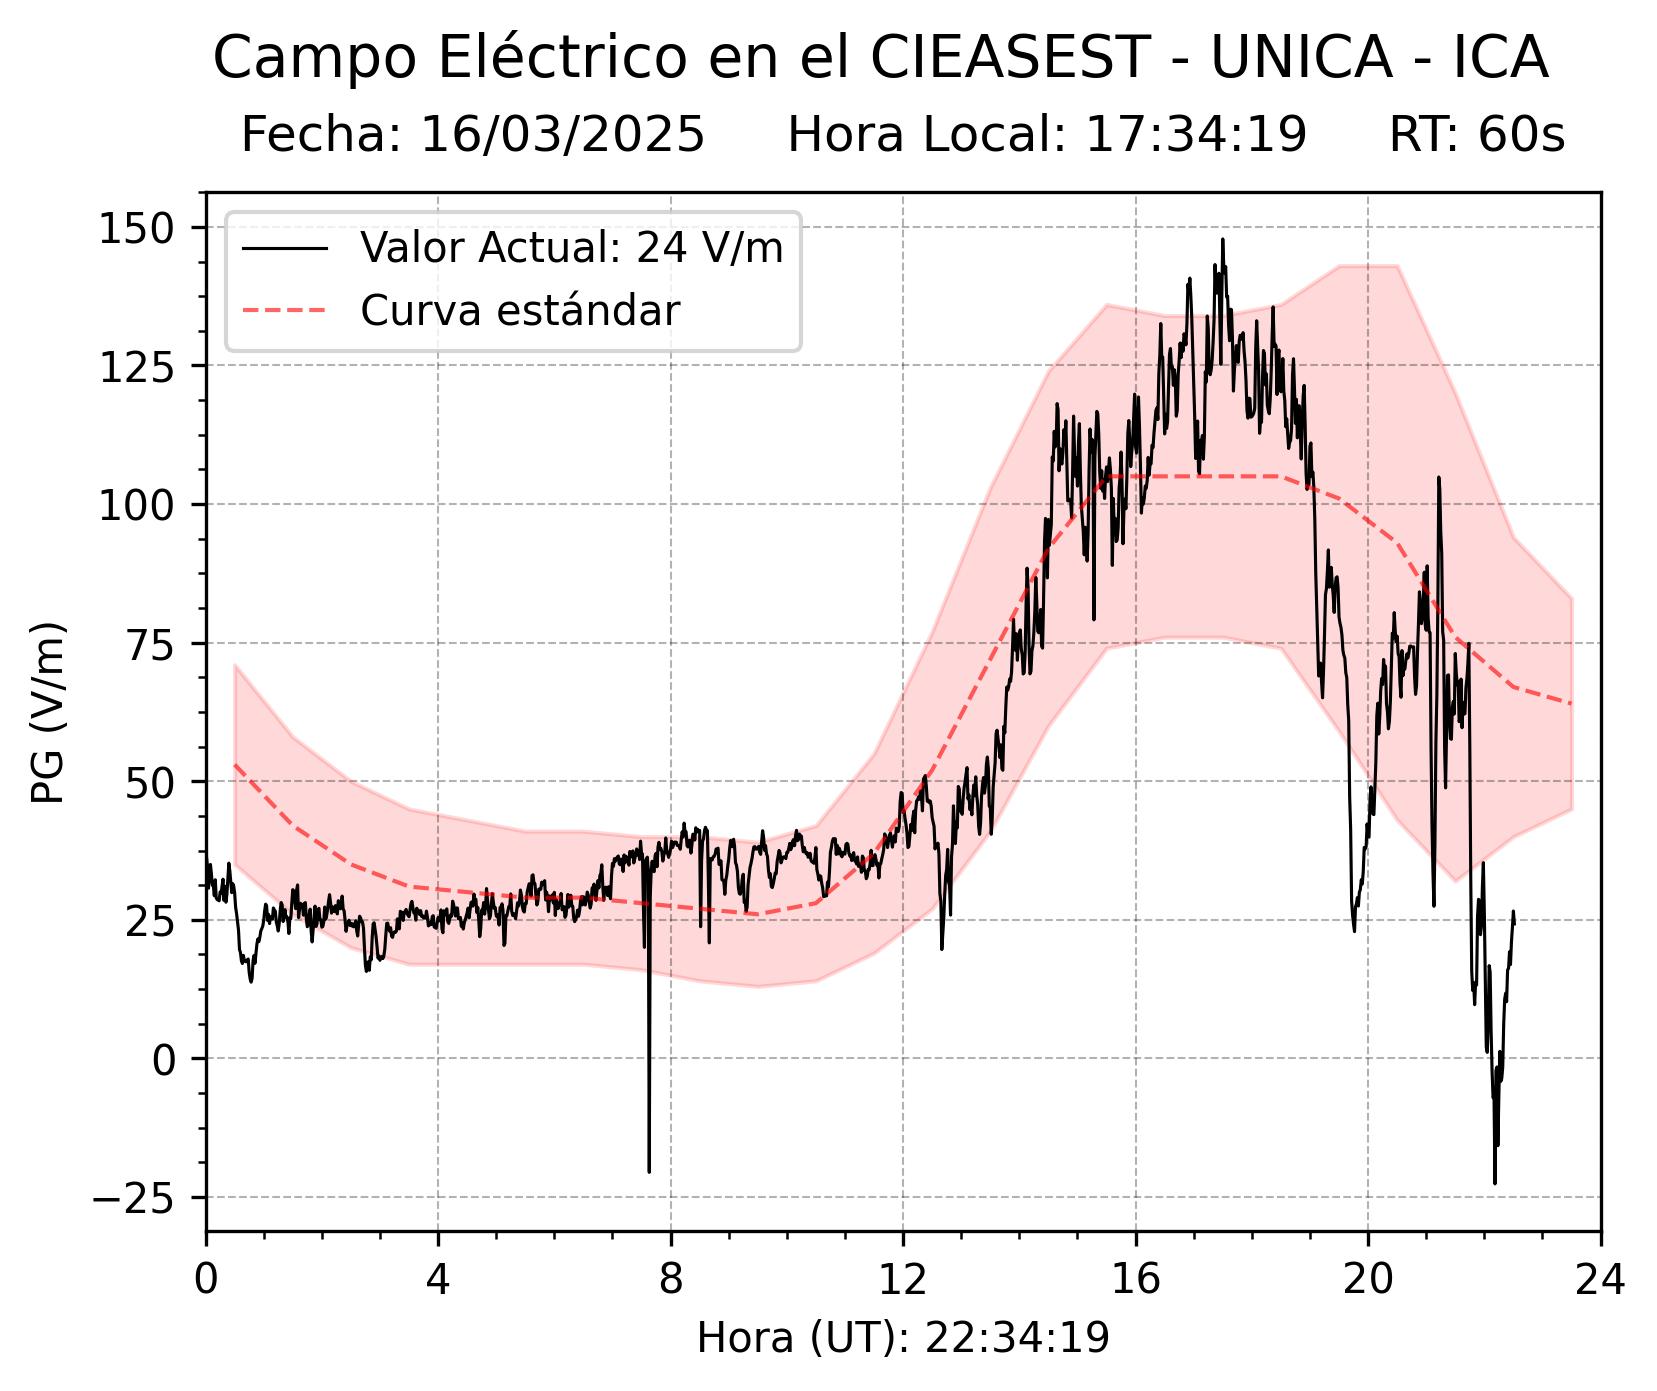 Campo Eléctrico en el CIEASEST - UNICA - ICA
Fecha: 16/03/2025 Hora Local: 17:34:19 RT: 60s
Valor Actual: 24 V/m
Curva estándar
150
125
100
75
50
25
0
−25
PG (V/m)
0 4 8 12 16 20 24
Hora (UT): 22:34:19